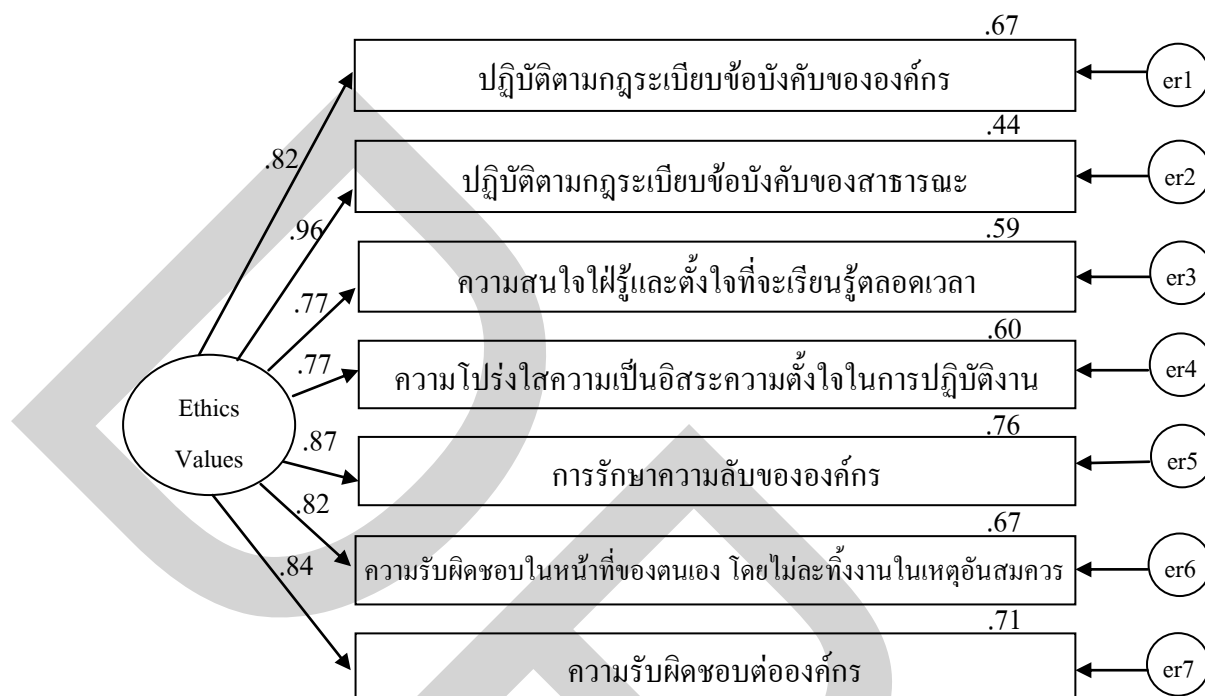 .67
ปฏิบัติตามกฎระเบียบข้อบังคับขององค์กร
er1
.82
.44
ปฏิบัติตามกฎระเบียบข้อบังคับของสาธารณะ
er2
.96
.59
ความสนใจใฝ่รู้และตั้งใจที่จะเรียนรู้ตลอดเวลา
er3
.77
.60
ความโปร่งใสความเป็นอิสระความตั้งใจในการปฏิบัติงาน
er4
.77
Ethics
Values
.76
การรักษาความลับขององค์กร
er5
.87
.67
ความรับผิดชอบในหน้าที่ของตนเอง โดยไม่ละทิ้งงานในเหตุอันสมควร
er6
.82
.71
ความรับผิดชอบต่อองค์กร
er7
.84